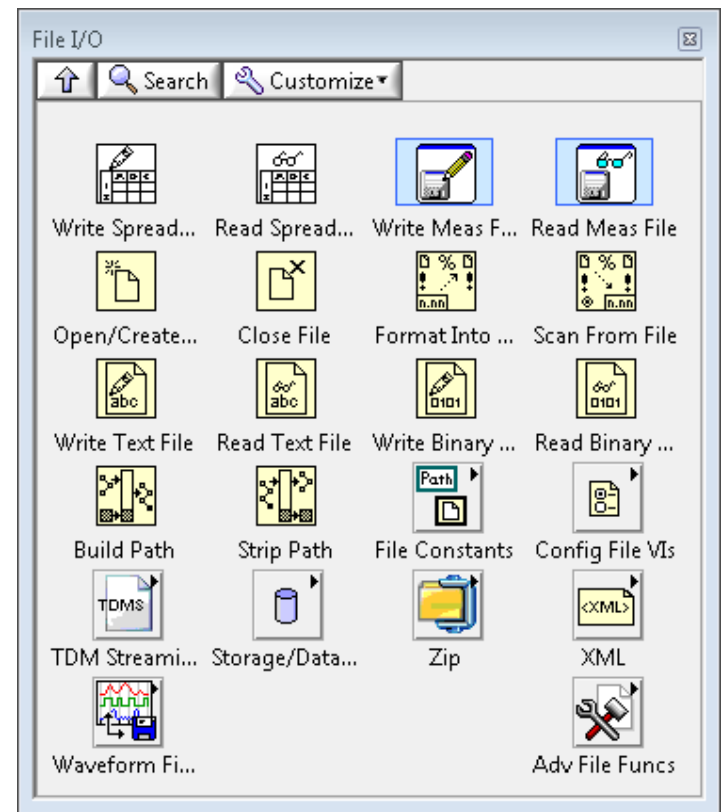 File I/O
Search Customize
Write Spread... Read Spread... Write Meas F... Read Meas File
% %
n.nn n.nn
Open/Create... Close File Format Into ... Scan From File
abc abc 0101 0101
Write Text File Read Text File Write Binary ... Read Binary ...
Path
Build Path Strip Path File Constants Config File VIs
TDMS <XML>
TDM Streami... Storage/Data... Zip XML
Waveform Fi... Adv File Funcs